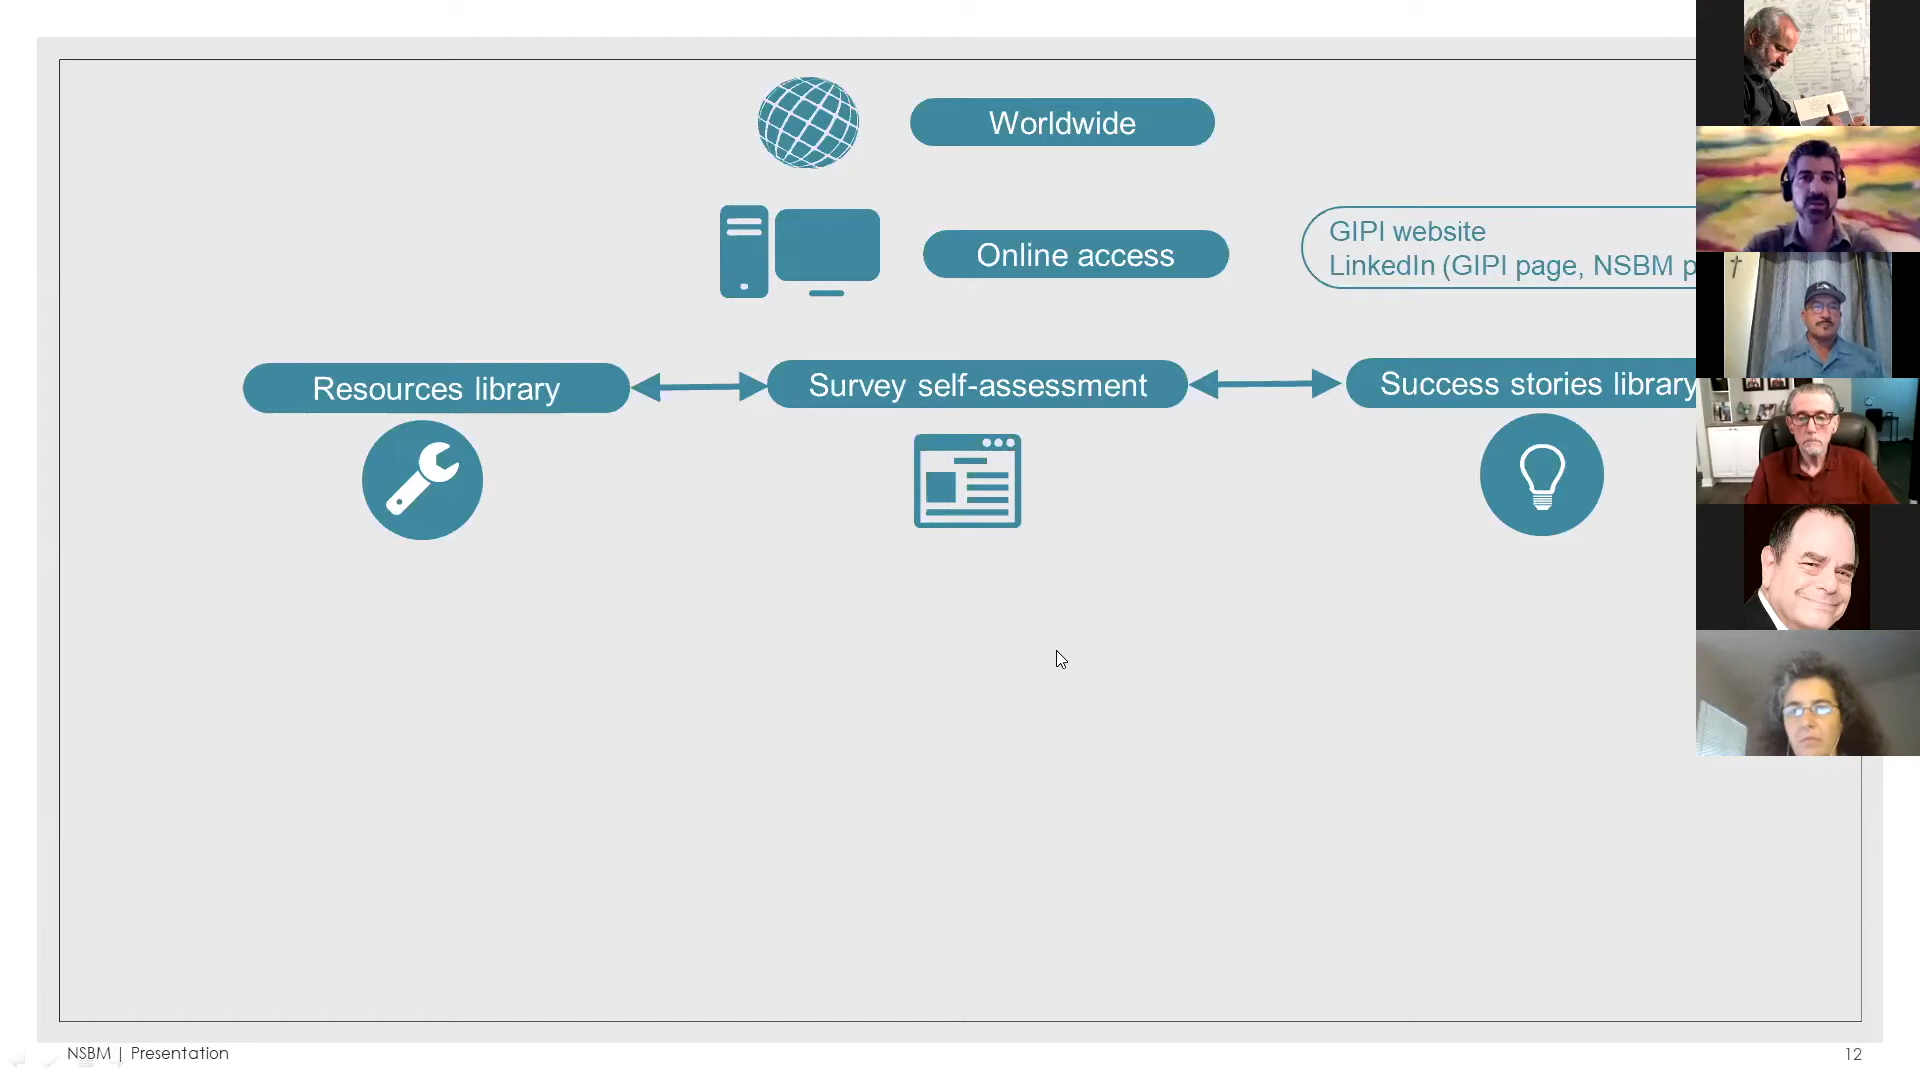 Worldwide
Online access
GIPI website
LinkedIn (GIPI page, NSBM p
Resources library
Survey self-assessment
Success stories library
NSBM | Presentation
12